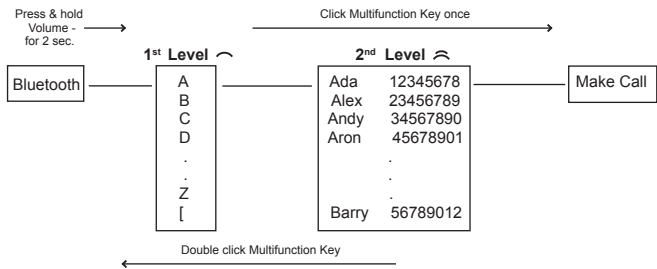 Press & hold
Volume -
for 2 sec.
Click Multifunction Key once
1st Level
2nd Level
Bluetooth
A
B
C
D
.
.
Z
[
Ada 12345678
Alex 23456789
Andy 34567890
Aron 45678901
. .
. .
.
Barry 56789012
Make Call
Double click Multifunction Key